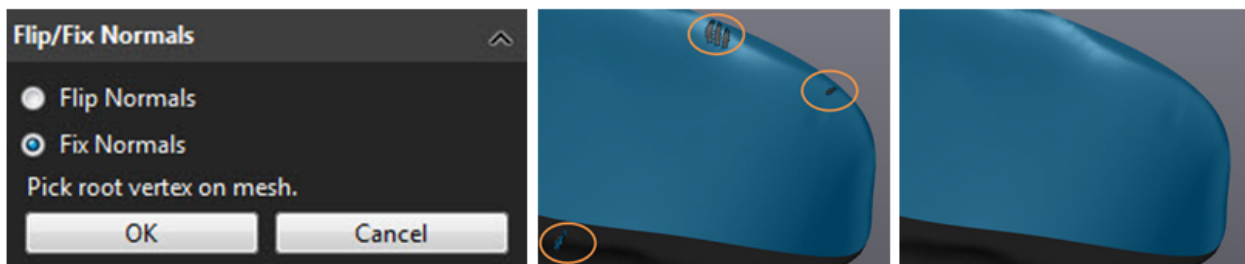 Flip/Fix Normals
Flip Normals
Fix Normals
Pick root vertex on mesh.
OK
Cancel